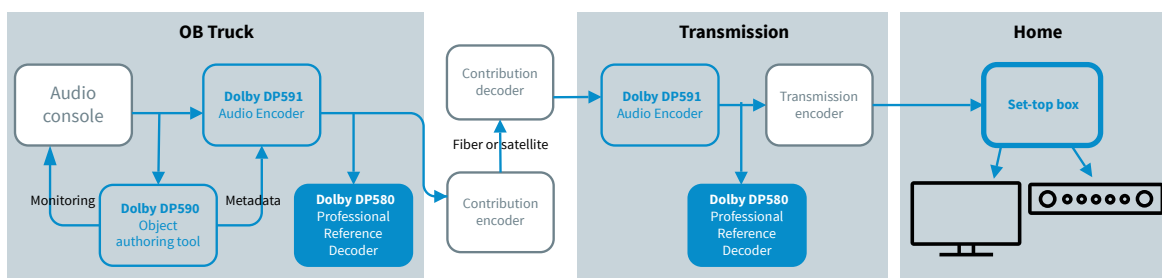 OB Truck
Transmission
Home
Audio
console
Dolby DP591
Audio Encoder
Contribution
decoder
Dolby DP591
Audio Encoder
Transmission
encoder
Set-top box
Fiber or satellite
Monitoring
Metadata
Dolby DP590
Object
authoring tool
Dolby DP580
Professional
Reference
Decoder
Contribution
encoder
Dolby DP580
Professional
Reference
Decoder